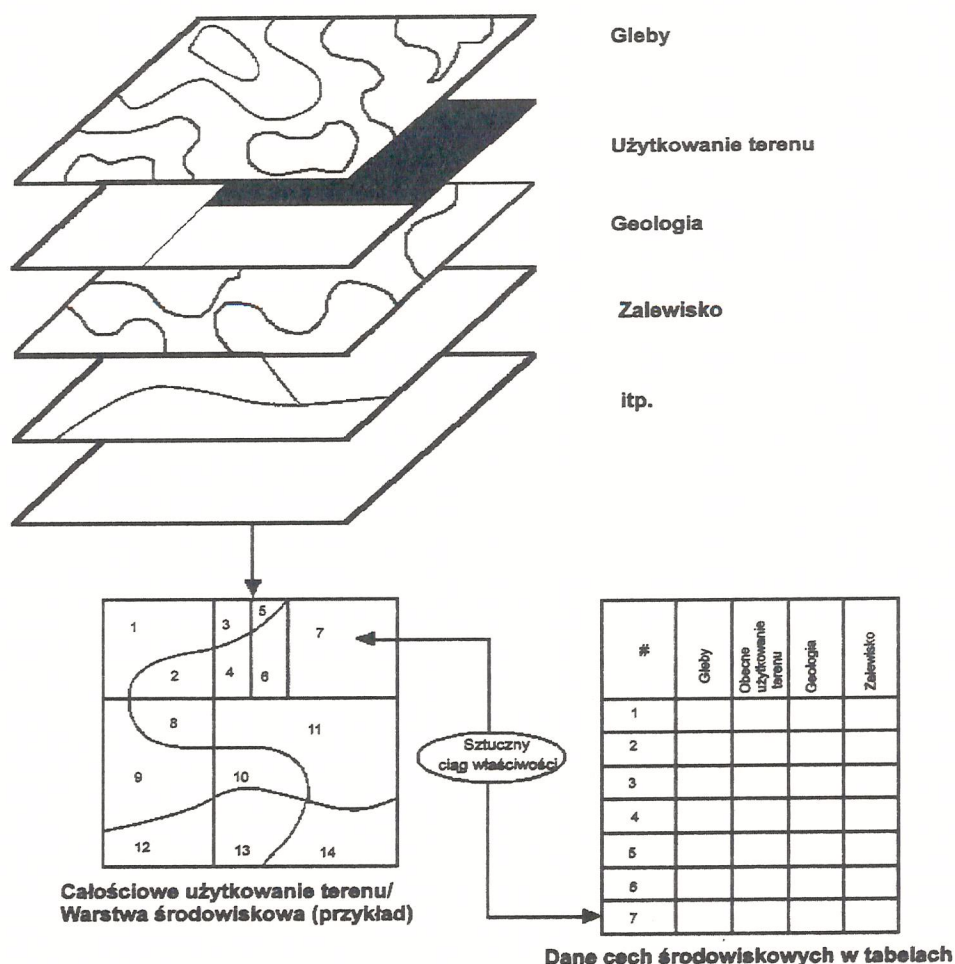 Gleby
Użytkowanie terenu
Geologia
Zalewisko
itp.
1
2
3
4
5
6
7
8
9
10
11
12
13
14
Całościowe użytkowanie terenu/
Warstwa środowiskowa (przykład)
Sztuczny
ciąg właściwości
#
Gleby
Obecne
użytkowanie
terenu
Geologia
Zalewisko
1
2
3
4
5
6
7
Dane cech środowiskowych w tabelach